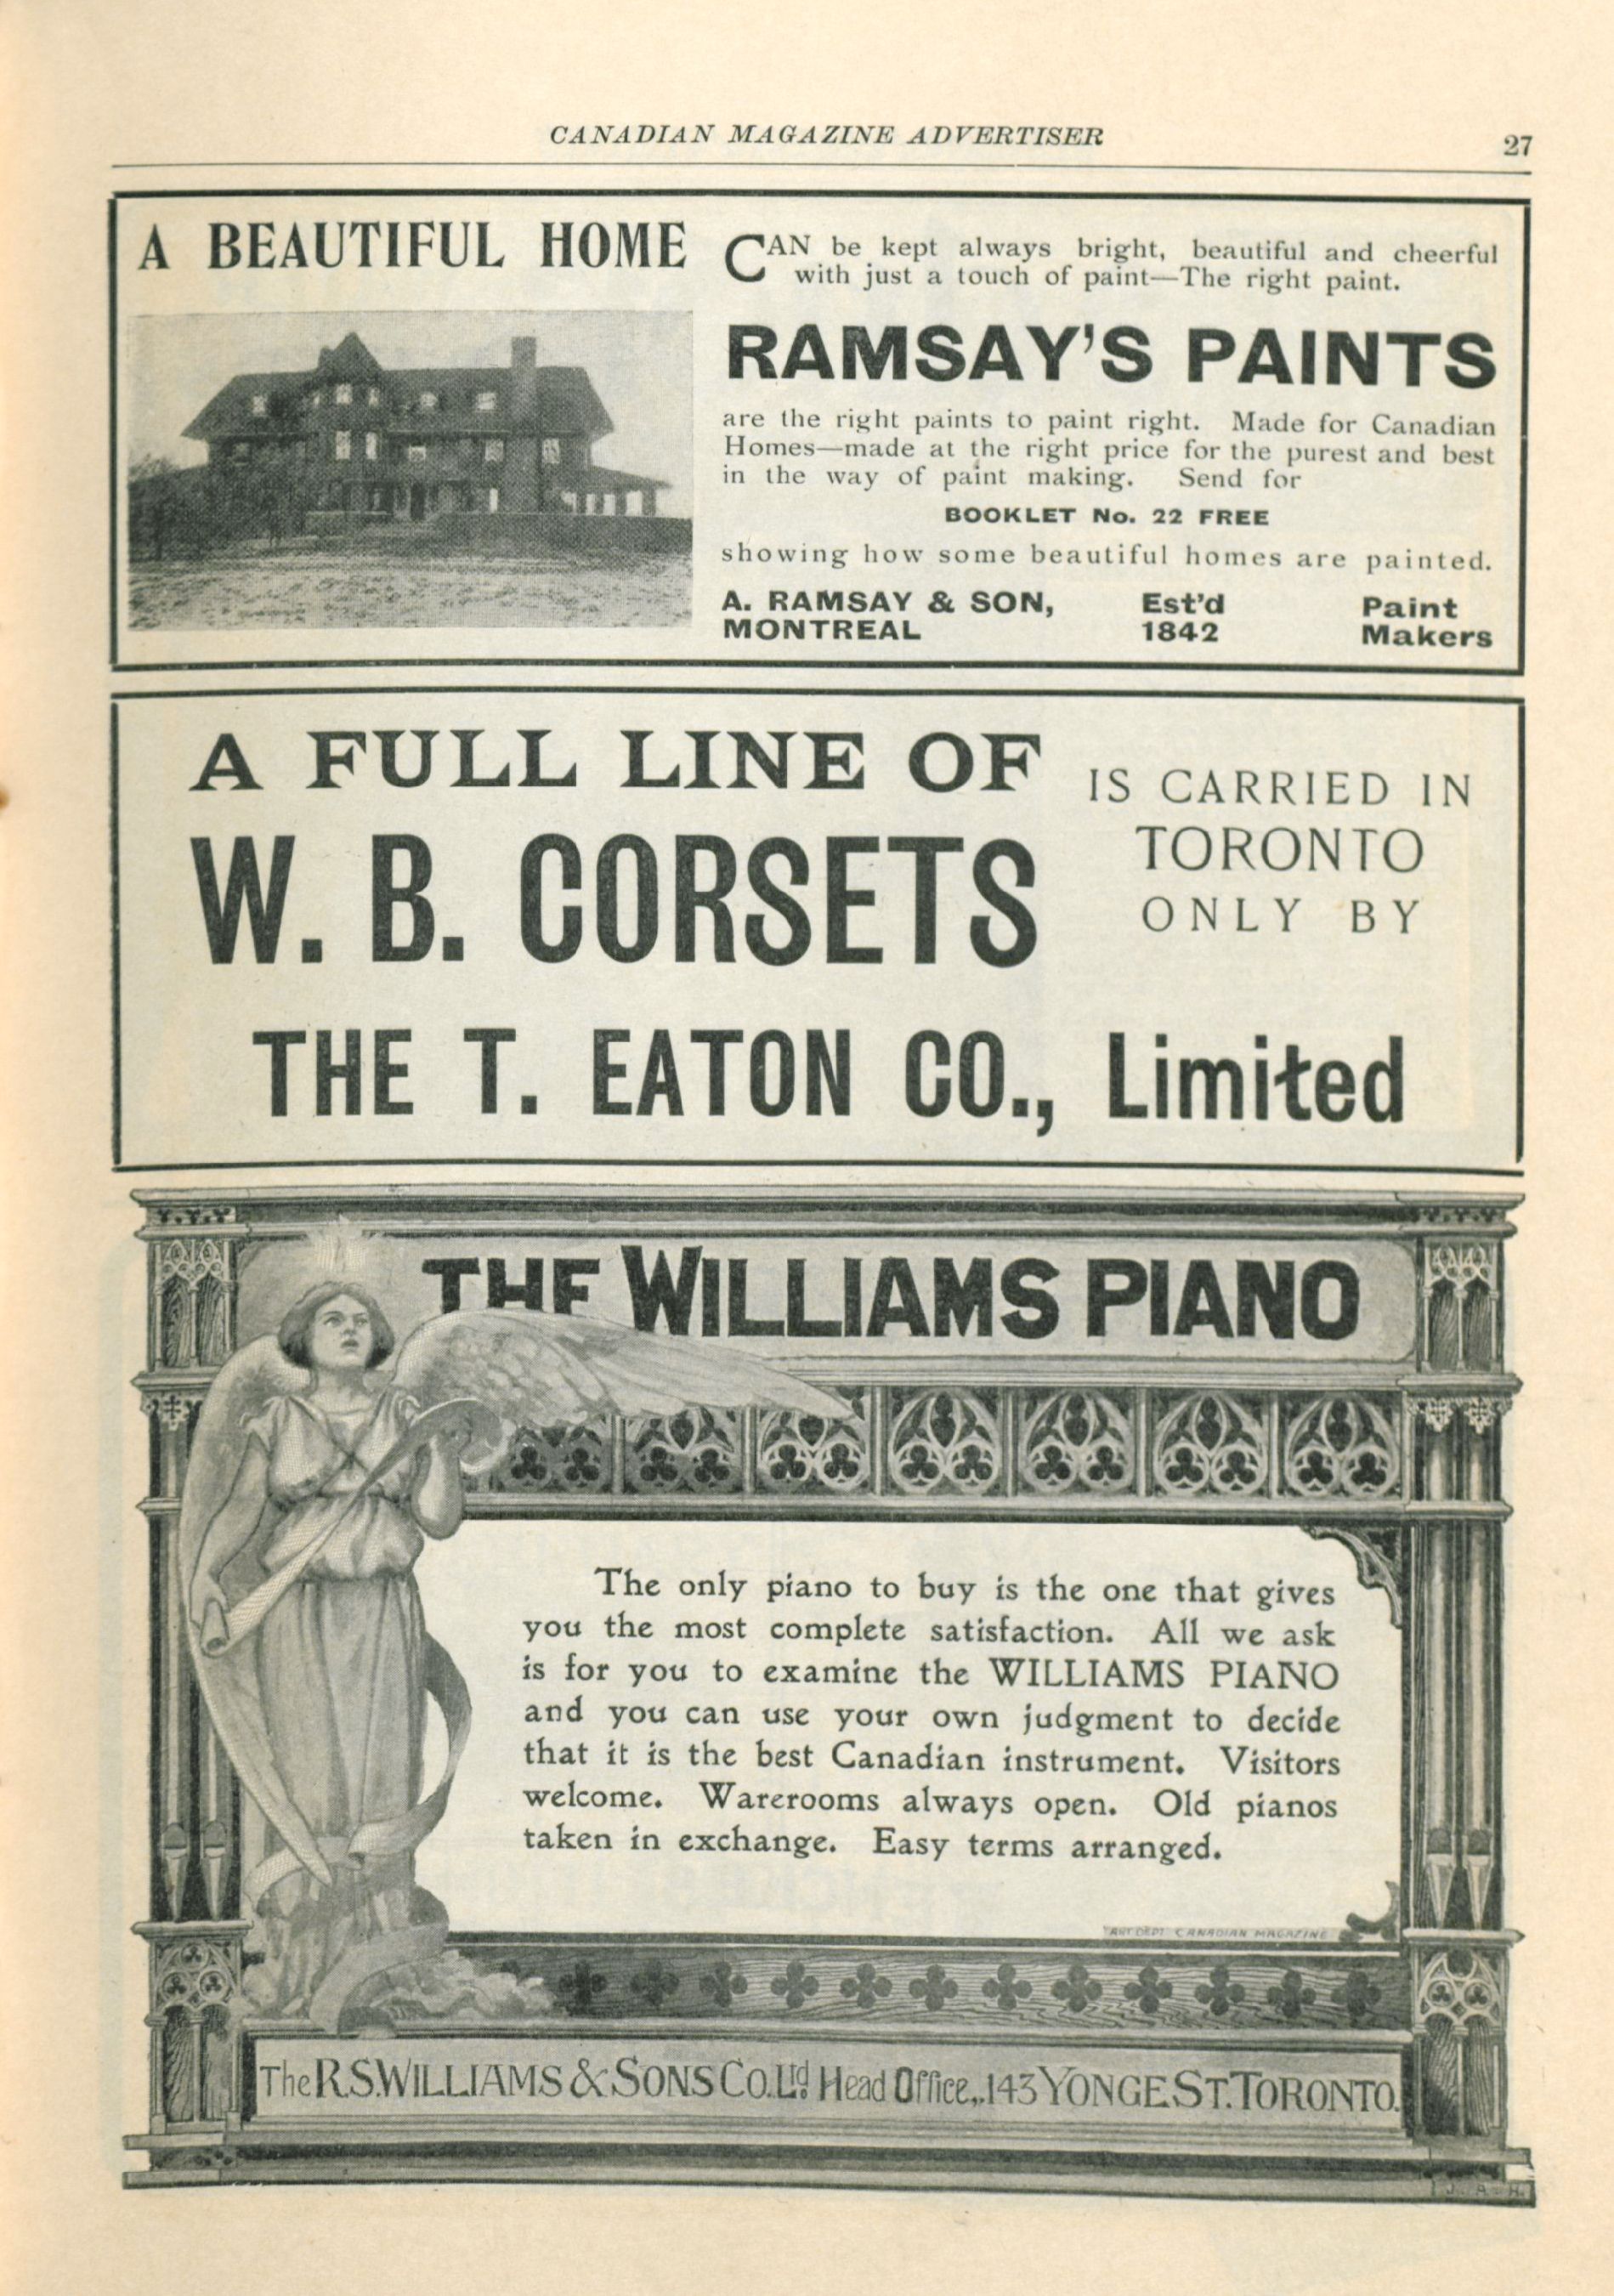 CANADIAN MAGAZINE ADVERTISER
27
A BEAUTIFUL HOME
CAN be kept always bright, beautiful and cheerful
with just a touch of paint—The right paint.
RAMSAY'S PAINTS
are the right paints to paint right. Made for Canadian
Homes—made at the right price for the purest and best
in the way of paint making. Send for
BOOKLET No. 22 FREE
showing how some beautiful homes are painted.
A. RAMSAY & SON,
MONTREAL
Est'd
1842
Paint
Makers
A FULL LINE OF
W. B. CORSETS
IS CARRIED IN
TORONTO
ONLY BY
THE T. EATON CO., Limited
THE WILLIAMS PIANO
The only piano to buy is the one that gives
you the most complete satisfaction. All we ask
is for you to examine the WILLIAMS PIANO
and you can use your own judgment to decide
that it is the best Canadian instrument. Visitors
welcome. Warerooms always open. Old pianos
taken in exchange. Easy terms arranged.
ART DEPT. CANADIAN MAGAZINE
The R.S. WILLIAMS & SONS CO. Ltd. Head Office, 143 YONGE ST. TORONTO.
J. A. H.